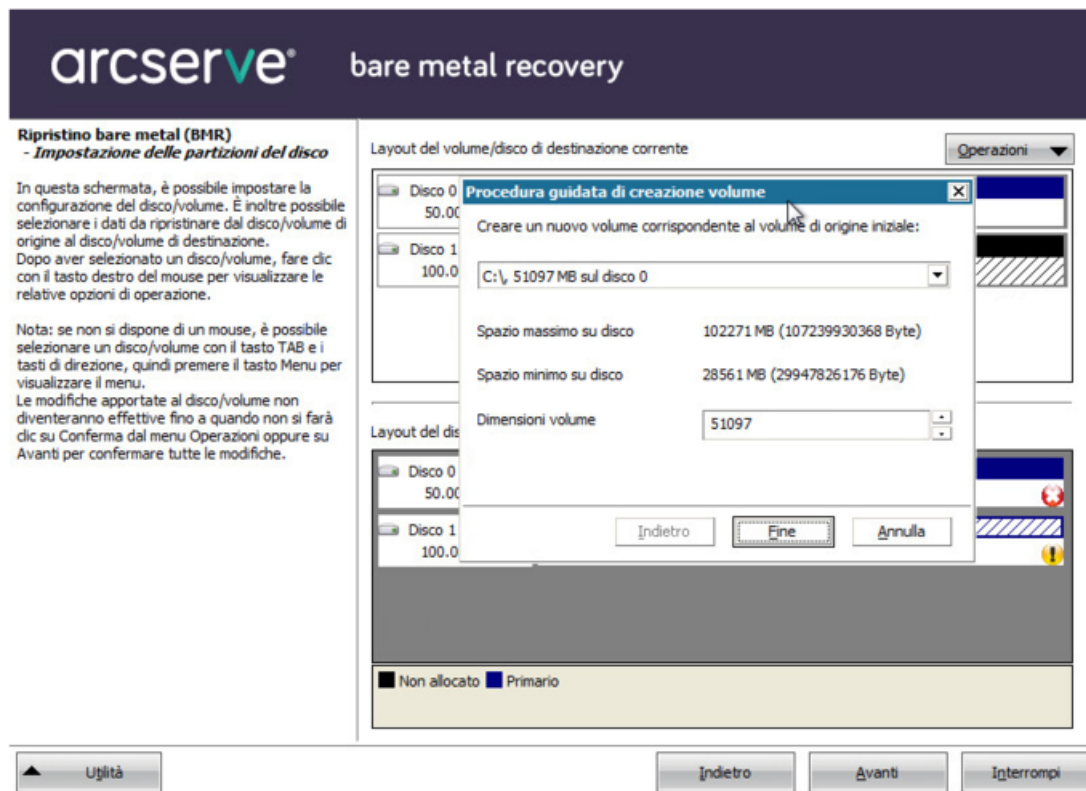 arcserve® bare metal recovery
Ripristino bare metal (BMR)
- Impostazione delle partizioni del disco
In questa schermata, è possibile impostare la
configurazione del disco/volume. È inoltre possibile
selezionare i dati da ripristinare dal disco/volume di
origine al disco/volume di destinazione.
Dopo aver selezionato un disco/volume, fare clic
con il tasto destro del mouse per visualizzare le
relative opzioni di operazione.
Nota: se non si dispone di un mouse, è possibile
selezionare un disco/volume con il tasto TAB e i
tasti di direzione, quindi premere il tasto Menu per
visualizzare il menu.
Le modifiche apportate al disco/volume non
diventeranno effettive fino a quando non si farà
clic su Conferma dal menu Operazioni oppure su
Avanti per confermare tutte le modifiche.
Layout del volume/disco di destinazione corrente
Operazioni
Disco 0
50.00
Disco 1
100.0
Procedura guidata di creazione volume
Creare un nuovo volume corrispondente al volume di origine iniziale:
C:\, 51097 MB sul disco 0
Spazio massimo su disco 102271 MB (107239930368 Byte)
Spazio minimo su disco 28561 MB (29947826176 Byte)
Dimensioni volume 51097
Indietro Fine Annulla
Layout del dis
Disco 0
50.00
Disco 1
100.0
Non allocato Primario
Utilità Indietro Avanti Interrompi